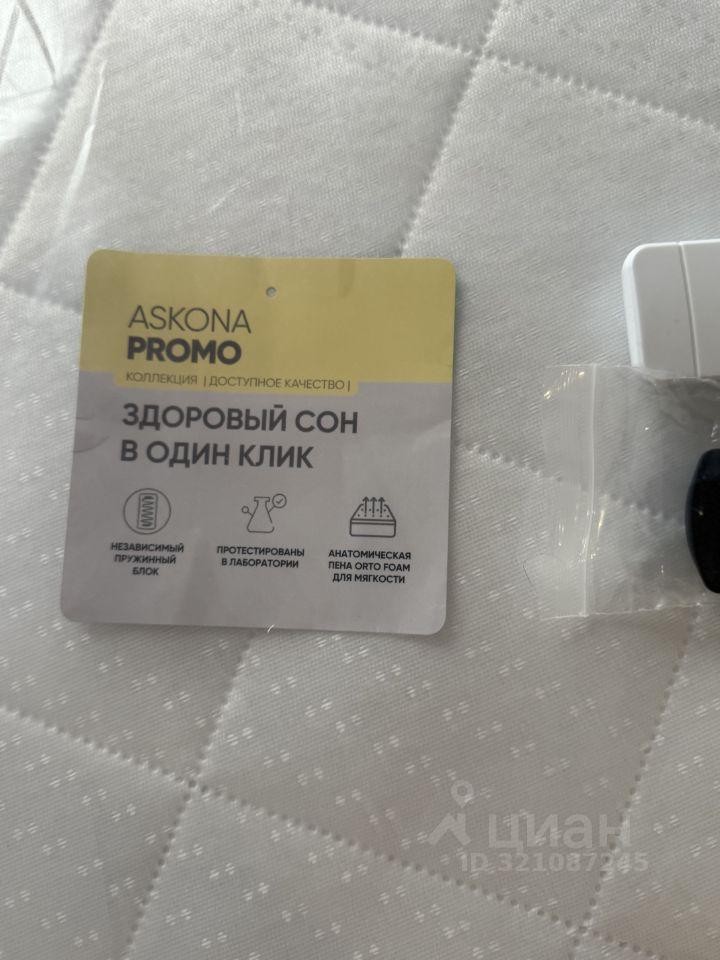 ASKONA
PROMO
КОЛЛЕКЦИЯ | ДОСТУПНОЕ КАЧЕСТВО |
ЗДОРОВЫЙ СОН
В ОДИН КЛИК
НЕЗАВИСИМЫЙ
ПРУЖИННЫЙ
БЛОК
ПРОТЕСТИРОВАНЫ
В ЛАБОРАТОРИИ
АНАТОМИЧЕСКАЯ
ПЕНА ORTO FOAM
ДЛЯ МЯГКОСТИ
циан
ID 321087245